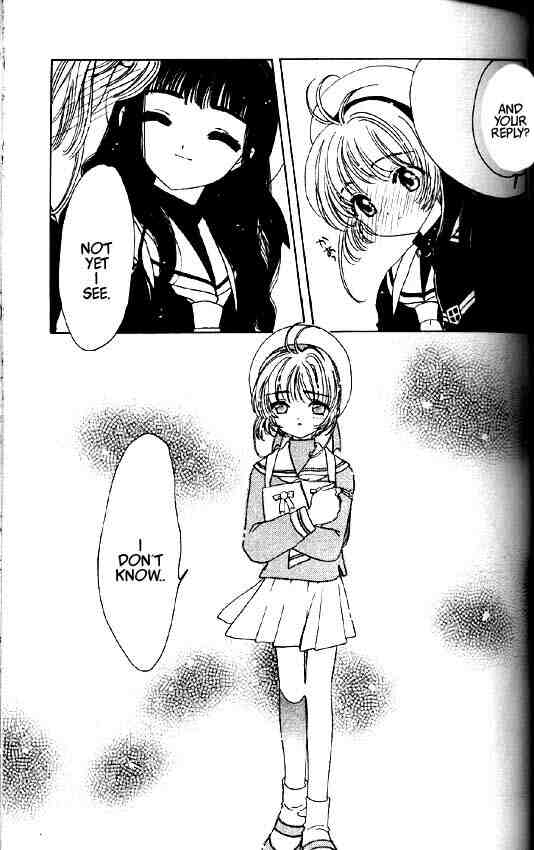 AND
YOUR
REPLY?
NOT
YET
I
SEE.
I
DON'T
KNOW..